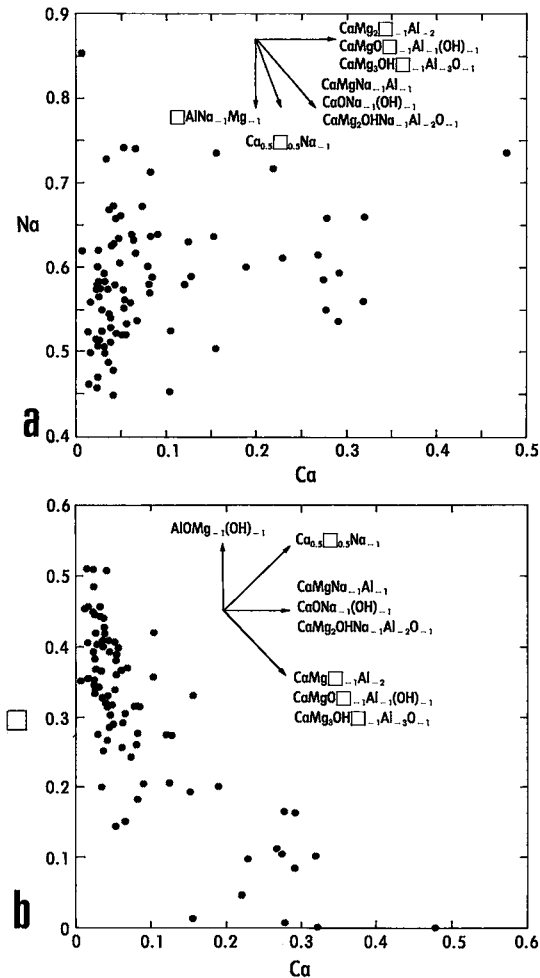 0.9
CaMg₂□₋₁Al₋₂
CaMgO□₋₁Al₋₁(OH)₋₁
CaMg₃OH□₋₁Al₋₃O₋₁
0.8
CaMgNa₋₁Al₋₁
CaONa₋₁(OH)₋₁
□AlNa₋₁Mg₋₁
CaMg₂OHNa₋₁Al₋₂O₋₁
Ca₀.₅□₀.₅Na₋₁
0.7
Na
0.6
0.5
a
0.4
0 0.1 0.2 0.3 0.4 0.5
Ca
0.6
AlOMg₋₁(OH)₋₁
Ca₀.₅□₀.₅Na₋₁
0.5
CaMgNa₋₁Al₋₁
CaONa₋₁(OH)₋₁
CaMg₂OHNa₋₁Al₋₂O₋₁
0.4
CaMg□₋₁Al₋₂
CaMgO□₋₁Al₋₁(OH)₋₁
□ 0.3
CaMg₃OH□₋₁Al₋₃O₋₁
0.2
0.1
b
0
0 0.1 0.2 0.3 0.4 0.5 0.6
Ca